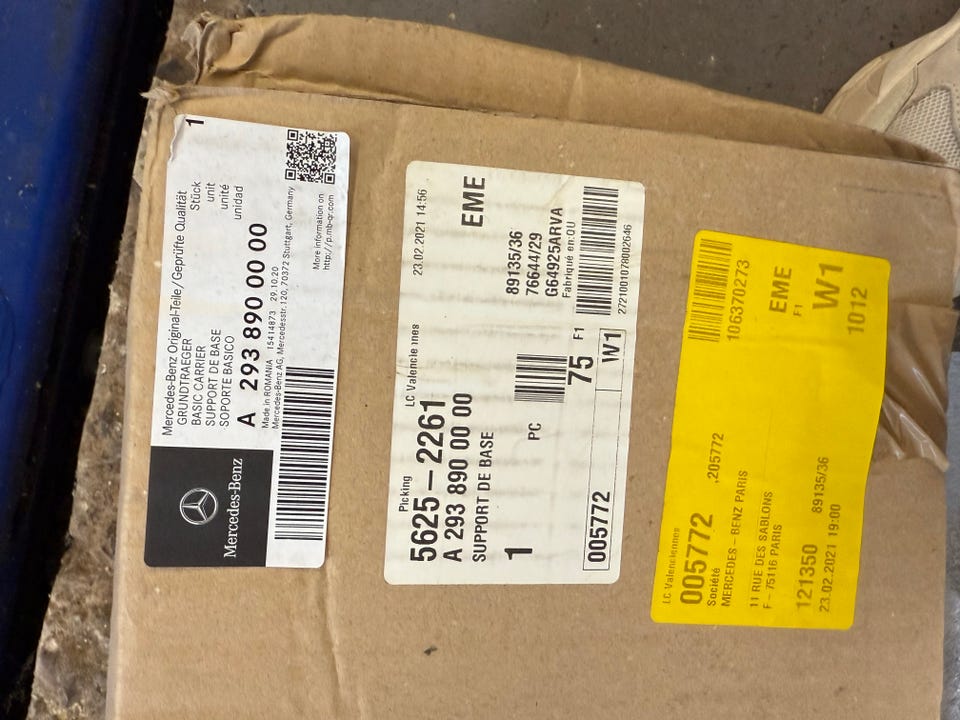 Mercedes-Benz
Mercedes-Benz Original-Teile/Geprüfte Qualität
1
GRUNDTRAEGER
Stück
BASIC CARRIER
unit
SUPPORT DE BASE
unité
SOPORTE BASICO
unidad
A 293 890 00 00
Made in ROMANIA 15414873 29.10.20
Mercedes-Benz AG, Mercedesstr.120, 70372 Stuttgart, Germany
More information on
http://p.mb-qr.com
Picking
LC Valenciennes
23.02.2021 14:56
5625-2261
A 293 890 00 00
EME
SUPPORT DE BASE
89135/36
76644/29
G64925ARVA
Fabriqué en:OU
1
PC
75
F1
W1
005772
2721001078002646
LC Valenciennes
005772
,205772
106370273
Société
MERCEDES - BENZ PARIS
11 RUE DES SABLONS
F - 75116 PARIS
EME
F1
W1
121350
89135/36
1012
23.02.2021 19:00